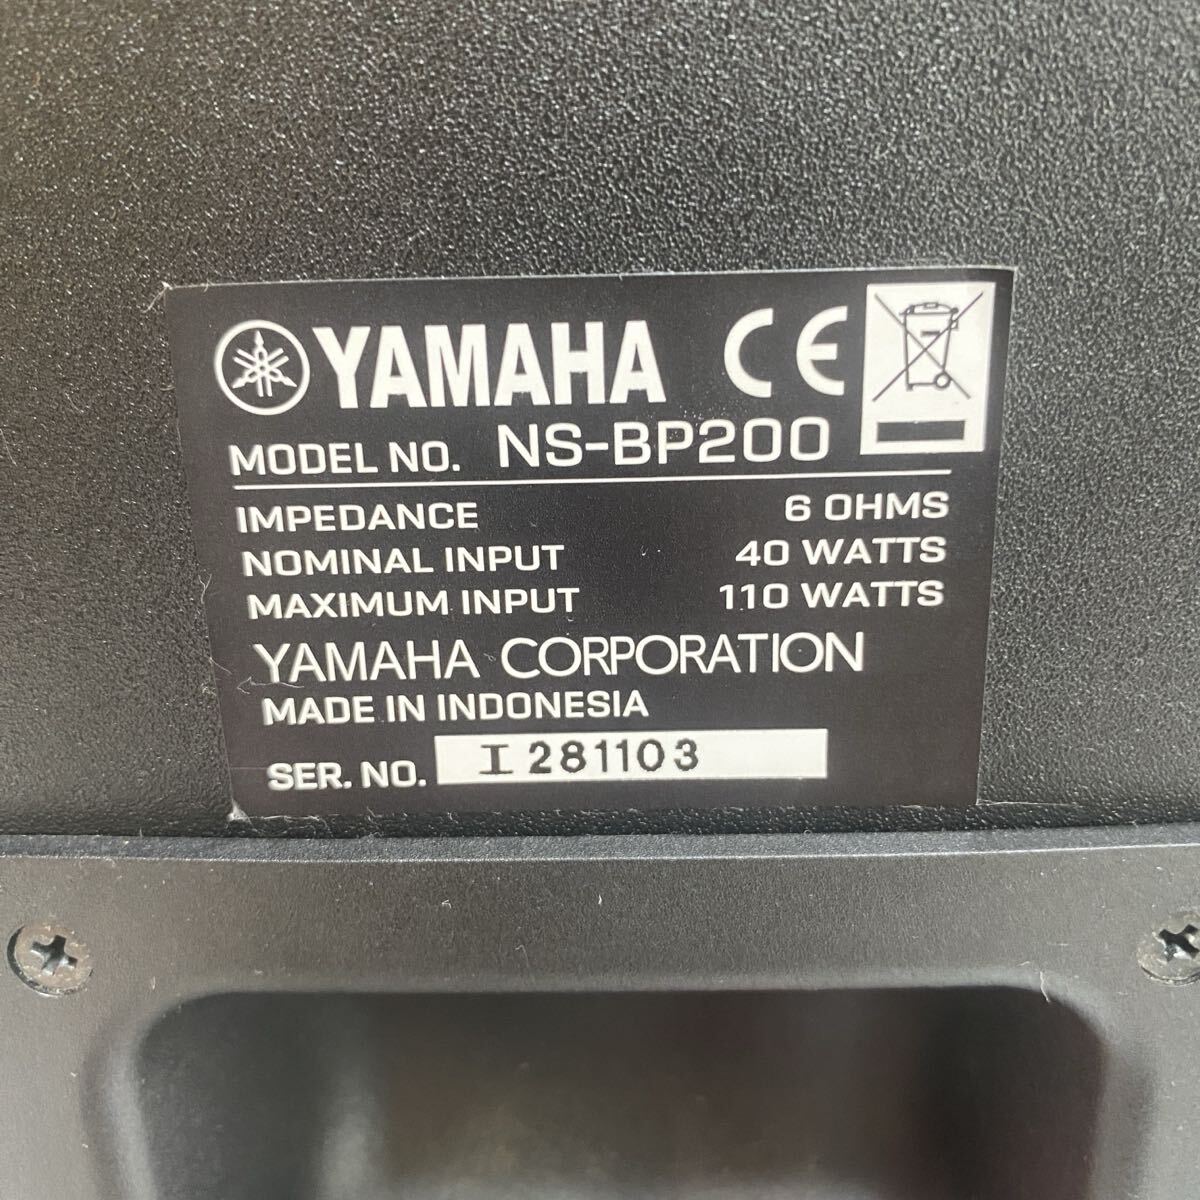 YAMAHA CE
MODEL NO. NS-BP200
IMPEDANCE 6 OHMS
NOMINAL INPUT 40 WATTS
MAXIMUM INPUT 110 WATTS
YAMAHA CORPORATION
MADE IN INDONESIA
SER. NO. I 281103